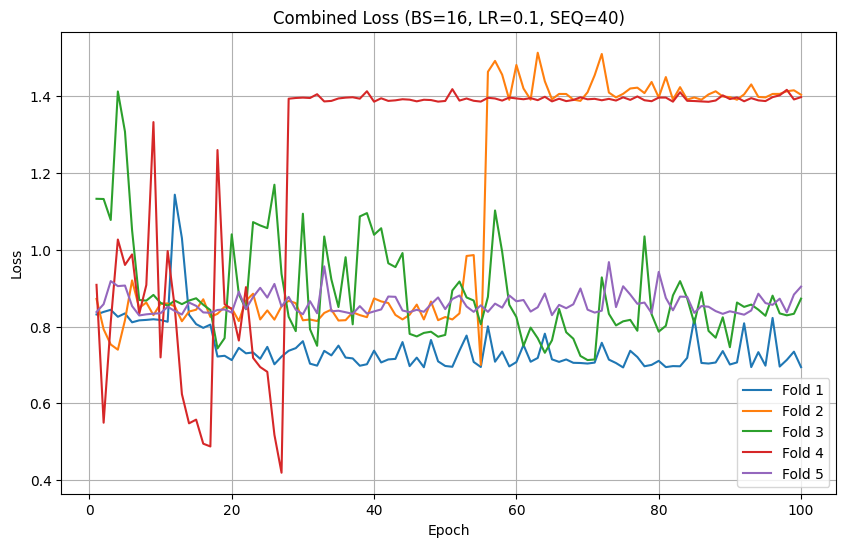 Combined Loss (BS=16, LR=0.1, SEQ=40)
Loss
1.4
1.2
1.0
0.8
0.6
0.4
0
20
40
60
80
100
Epoch
Fold 1
Fold 2
Fold 3
Fold 4
Fold 5